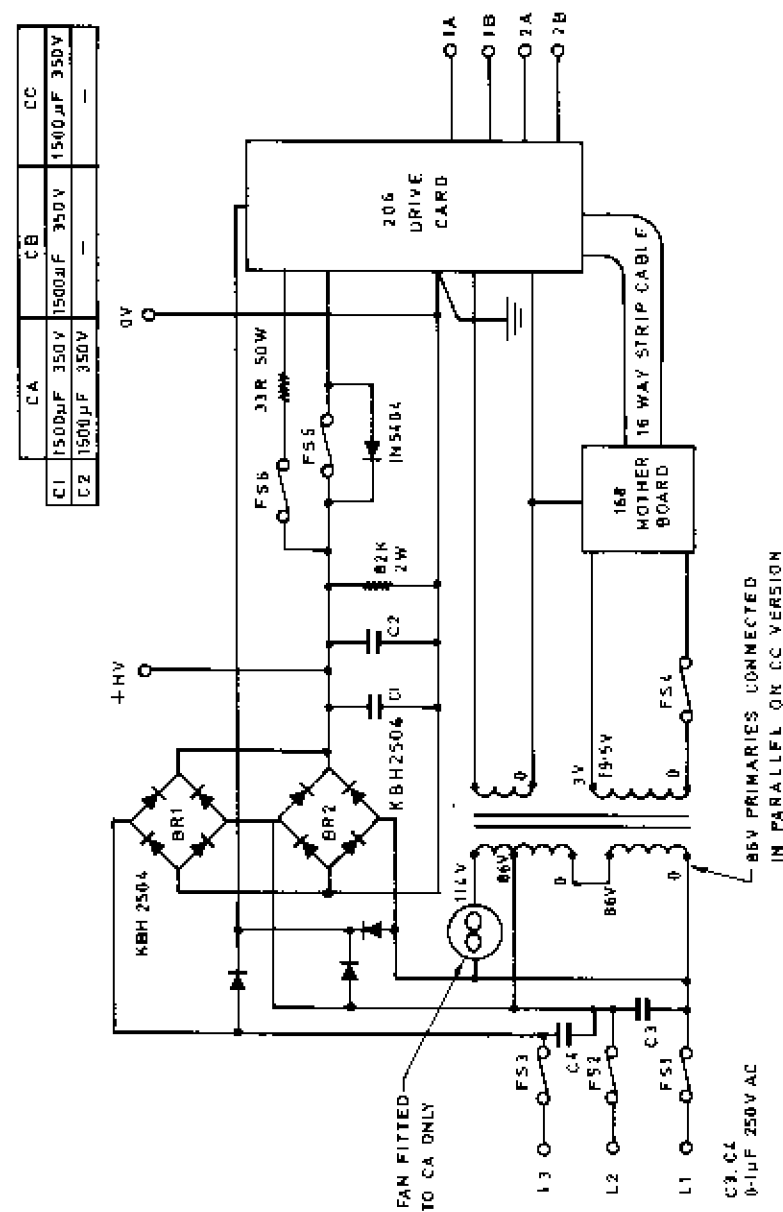 CA CB CC
C1 1500µF 350V 1500µF 350V 1500µF 350V
C2 1500µF 350V — —
+HV
0V
1A
1B
2A
2B
206
DRIVE
CARD
KBH 2504
BR1
BR2
KBH2504
C1
C2
82K
2W
FS6
33R 50W
FS5
IN5404
FAN FITTED
TO CA ONLY
114V
86V
0
86V
0
0
3V
19·5V
0
FS4
168
MOTHER
BOARD
16 WAY STRIP CABLE
L3
FS3
C4
L2
FS2
C3
L1
FS1
C3. C4
0·1µF 250V AC
86V PRIMARIES CONNECTED
IN PARALLEL ON CC VERSION